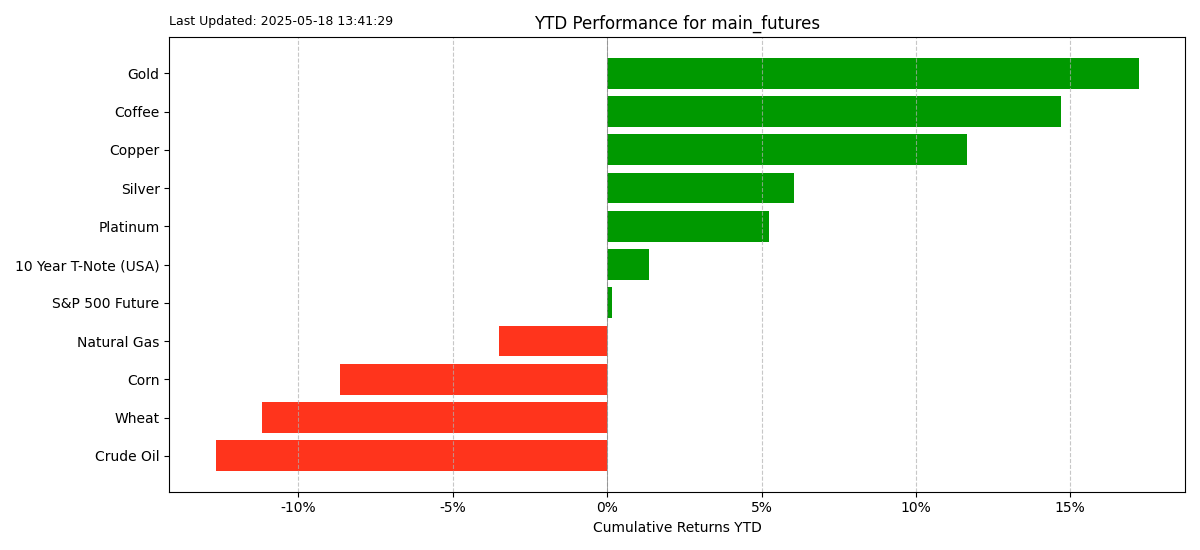 Last Updated: 2025-05-18 13:41:29
YTD Performance for main_futures
Gold
Coffee
Copper
Silver
Platinum
10 Year T-Note (USA)
S&P 500 Future
Natural Gas
Corn
Wheat
Crude Oil
-10% -5% 0% 5% 10% 15%
Cumulative Returns YTD